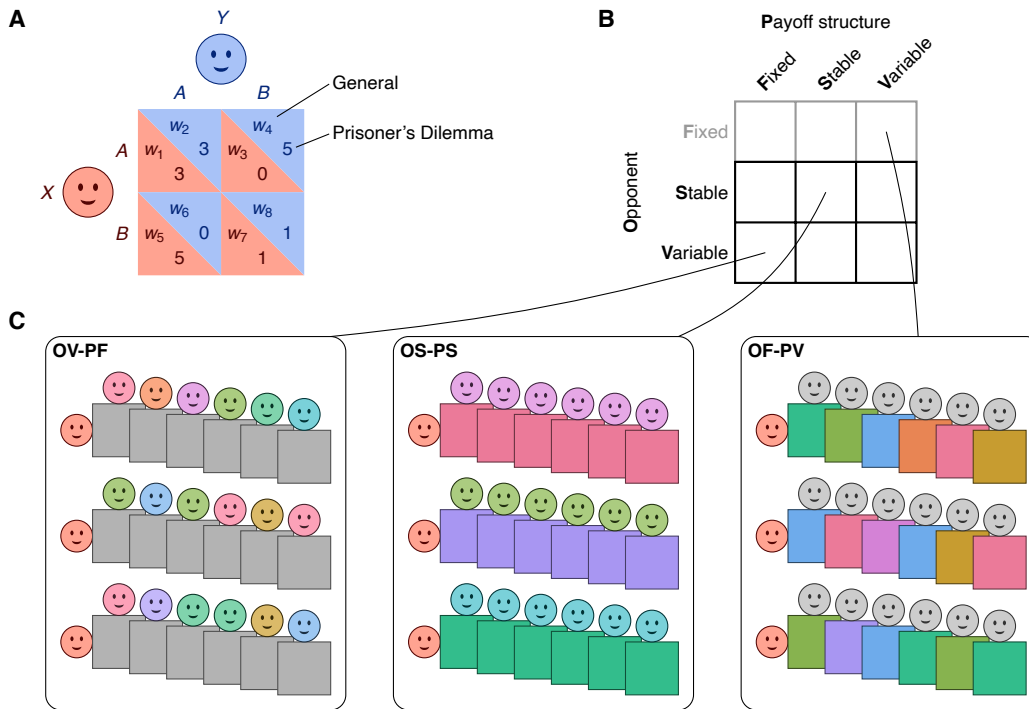 A
Y
A B
General
Prisoner's Dilemma
X
A
B
w₂
3
w₁
3
w₄
5
w₃
0
w₆
0
w₅
5
w₈
1
w₇
1
B
Payoff structure
Fixed
Stable
Variable
Opponent
Fixed
Stable
Variable
C
OV-PF
OS-PS
OF-PV